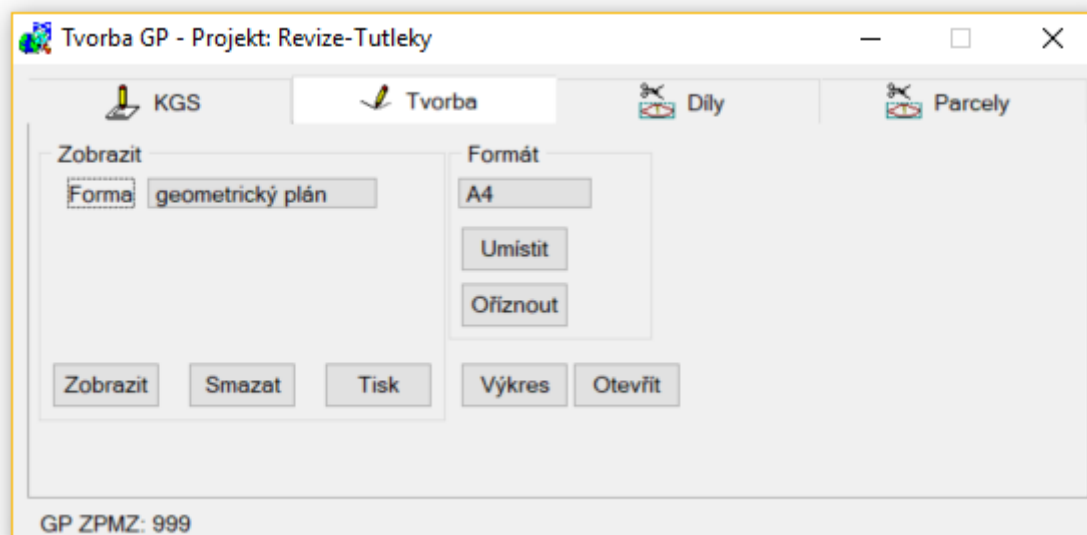 Tvorba GP - Projekt: Revize-Tutleky
KGS Tvorba Díly Parcely
Zobrazit Formát
Forma geometrický plán A4
Umístit
Oříznout
Zobrazit Smazat Tisk Výkres Otevřít
GP ZPMZ: 999